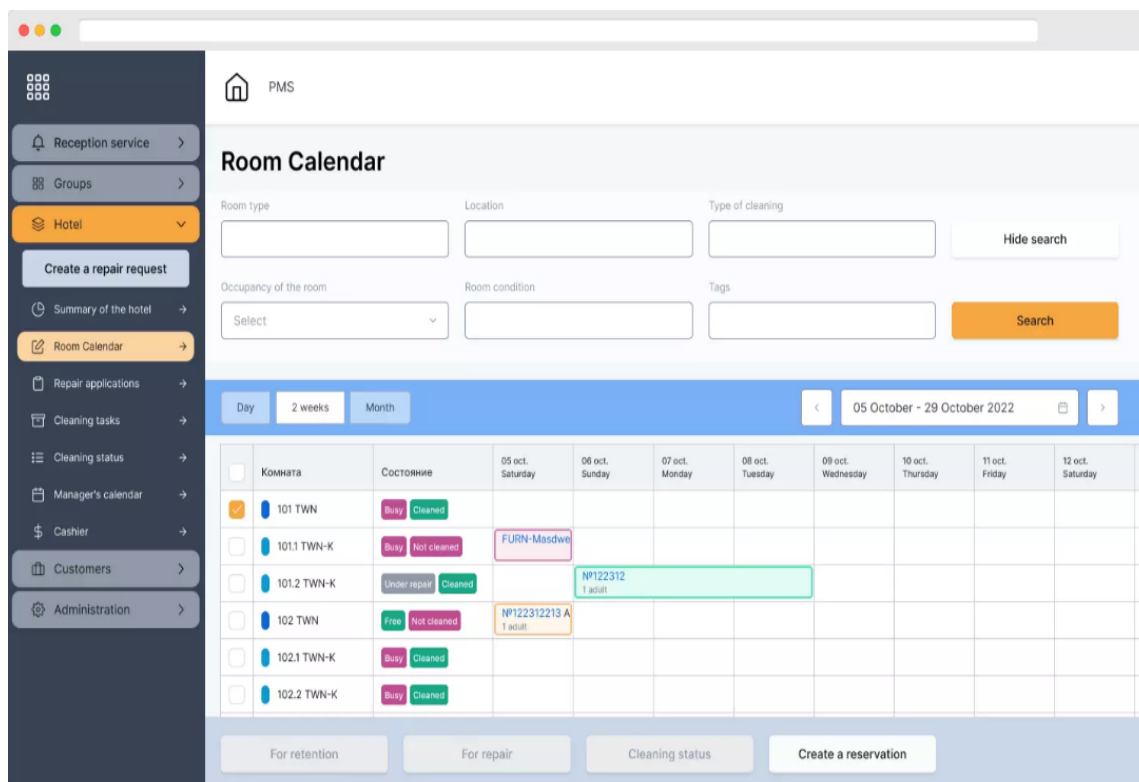 PMS
Reception service
Groups
Hotel
Create a repair request
Summary of the hotel
Room Calendar
Repair applications
Cleaning tasks
Cleaning status
Manager's calendar
Cashier
Customers
Administration
Room Calendar
Room type
Location
Type of cleaning
Hide search
Occupancy of the room
Room condition
Tags
Select
Search
Day
2 weeks
Month
05 October - 29 October 2022
Комната
Состояние
05 oct.
Saturday
06 oct.
Sunday
07 oct.
Monday
08 oct.
Tuesday
09 oct.
Wednesday
10 oct.
Thursday
11 oct.
Friday
12 oct.
Saturday
101 TWN
Busy Cleaned
101.1 TWN-K
Busy Not cleaned
FURN-Masdwe
101.2 TWN-K
Under repair Cleaned
№122312
1 adult
102 TWN
Free Not cleaned
№122312213 A
1 adult
102.1 TWN-K
Busy Cleaned
102.2 TWN-K
Busy Cleaned
For retention
For repair
Cleaning status
Create a reservation